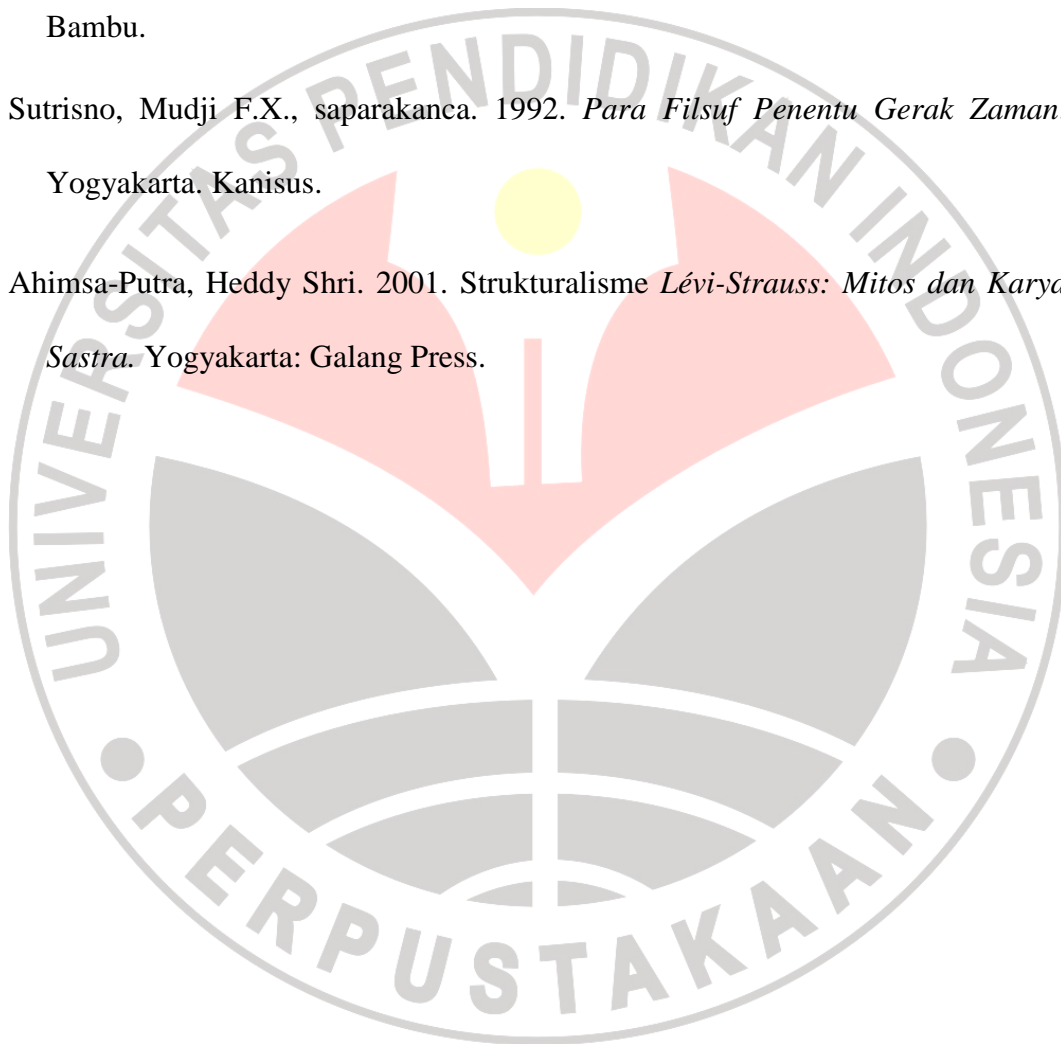 Bambu.
Sutrisno, Mudji F.X., saparakanca. 1992. Para Filsuf Penentu Gerak Zaman.
Yogyakarta. Kanisus.
Ahimsa-Putra, Heddy Shri. 2001. Strukturalisme Lévi-Strauss: Mitos dan Karya
Sastra. Yogyakarta: Galang Press.
UNIVERSITAS PENDIDIKAN INDONESIA
PERPUSTAKAAN